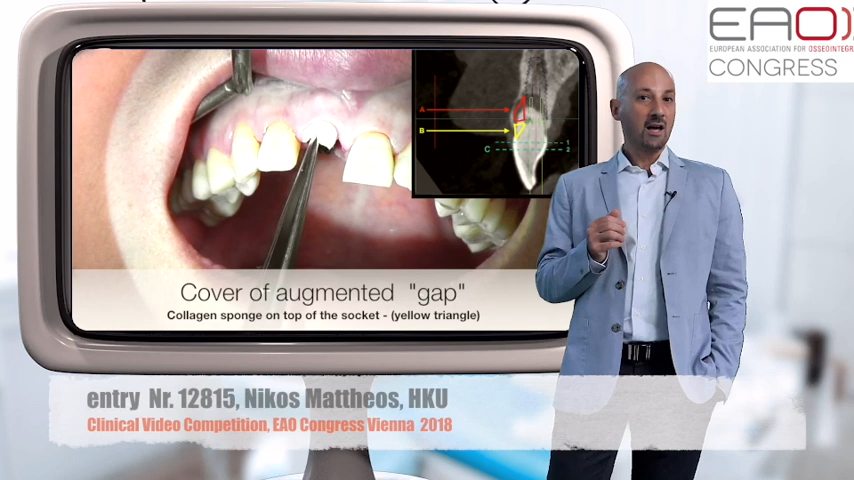 EAO
EUROPEAN ASSOCIATION FOR OSSEOINTEGR
CONGRESS
A
B
C
1
2
Cover of augmented "gap"
Collagen sponge on top of the socket - (yellow triangle)
entry Nr. 12815, Nikos Mattheos, HKU
Clinical Video Competition, EAO Congress Vienna 2018